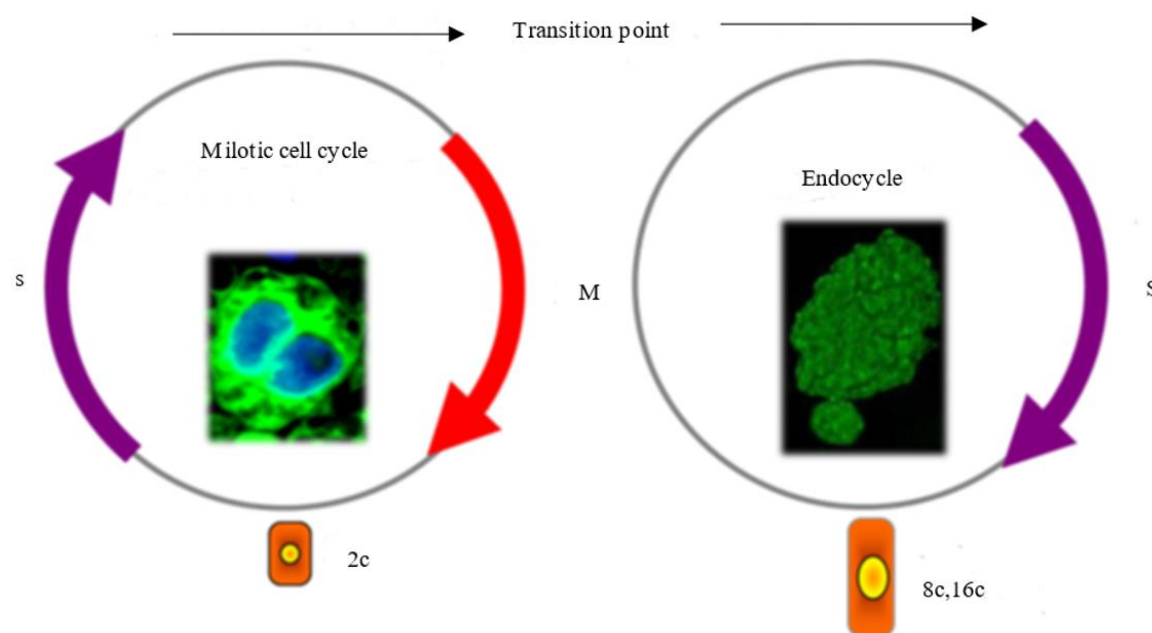 Transition point
Milotic cell cycle
Endocycle
s
M
S
2c
8c,16c